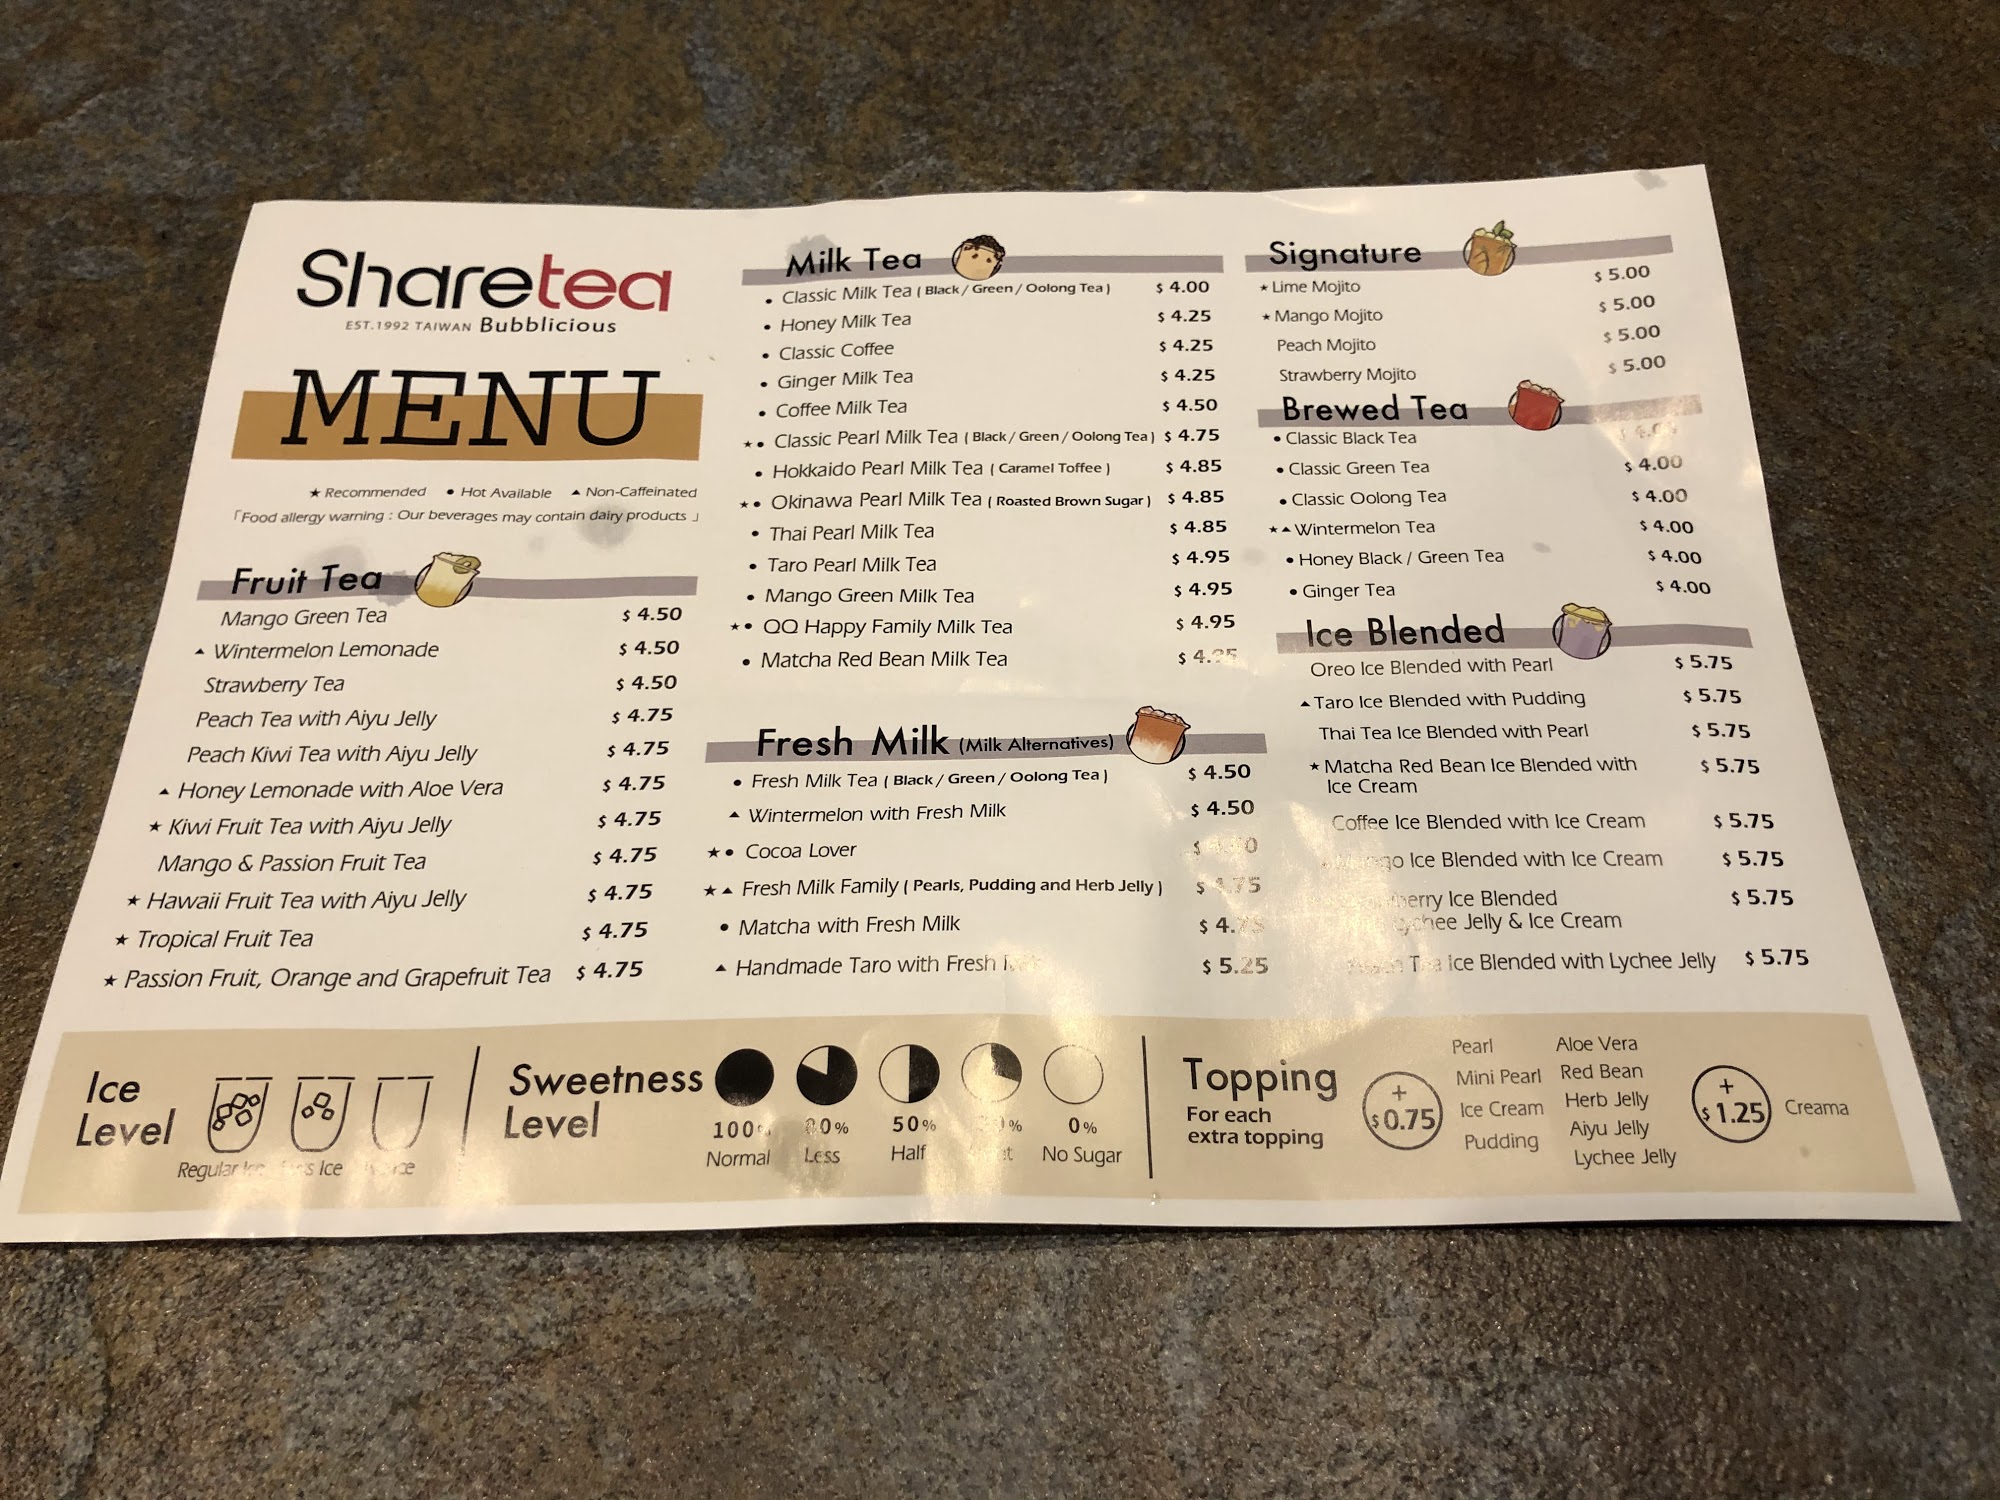 Sharetea
EST.1992 TAIWAN Bubblicious
MENU
★ Recommended ● Hot Available ▲ Non-Caffeinated
「Food allergy warning : Our beverages may contain dairy products 」
Fruit Tea
Mango Green Tea $ 4.50
▲ Wintermelon Lemonade $ 4.50
Strawberry Tea $ 4.50
Peach Tea with Aiyu Jelly $ 4.75
Peach Kiwi Tea with Aiyu Jelly $ 4.75
▲ Honey Lemonade with Aloe Vera $ 4.75
★ Kiwi Fruit Tea with Aiyu Jelly $ 4.75
Mango & Passion Fruit Tea $ 4.75
★ Hawaii Fruit Tea with Aiyu Jelly $ 4.75
★ Tropical Fruit Tea $ 4.75
★ Passion Fruit, Orange and Grapefruit Tea $ 4.75
Milk Tea
● Classic Milk Tea ( Black / Green / Oolong Tea ) $ 4.00
● Honey Milk Tea $ 4.25
● Classic Coffee $ 4.25
● Ginger Milk Tea $ 4.25
● Coffee Milk Tea $ 4.50
★ ● Classic Pearl Milk Tea ( Black / Green / Oolong Tea ) $ 4.75
● Hokkaido Pearl Milk Tea ( Caramel Toffee ) $ 4.85
★ ● Okinawa Pearl Milk Tea ( Roasted Brown Sugar ) $ 4.85
● Thai Pearl Milk Tea $ 4.85
● Taro Pearl Milk Tea $ 4.95
● Mango Green Milk Tea $ 4.95
★ ● QQ Happy Family Milk Tea $ 4.95
● Matcha Red Bean Milk Tea
Fresh Milk (Milk Alternatives)
● Fresh Milk Tea ( Black / Green / Oolong Tea ) $ 4.50
▲ Wintermelon with Fresh Milk $ 4.50
★ ● Cocoa Lover
★ ▲ Fresh Milk Family ( Pearls, Pudding and Herb Jelly )
● Matcha with Fresh Milk
▲ Handmade Taro with Fresh $ 5.25
Signature
★ Lime Mojito $ 5.00
★ Mango Mojito $ 5.00
Peach Mojito $ 5.00
Strawberry Mojito $ 5.00
Brewed Tea
● Classic Black Tea
● Classic Green Tea $ 4.00
● Classic Oolong Tea $ 4.00
★ ▲ Wintermelon Tea $ 4.00
● Honey Black / Green Tea $ 4.00
● Ginger Tea $ 4.00
Ice Blended
Oreo Ice Blended with Pearl $ 5.75
▲ Taro Ice Blended with Pudding $ 5.75
Thai Tea Ice Blended with Pearl $ 5.75
★ Matcha Red Bean Ice Blended with $ 5.75
Ice Cream
Coffee Ice Blended with Ice Cream $ 5.75
Ice Blended with Ice Cream $ 5.75
Ice Blended $ 5.75
Jelly & Ice Cream
Ice Blended with Lychee Jelly $ 5.75
Ice
Level
Regular Ice
Sweetness
Level
50% 0%
Normal Less Half No Sugar
Topping
For each
extra topping
+
$0.75
Pearl
Mini Pearl
Ice Cream
Pudding
Aloe Vera
Red Bean
Herb Jelly
Aiyu Jelly
Lychee Jelly
+
$1.25
Creama